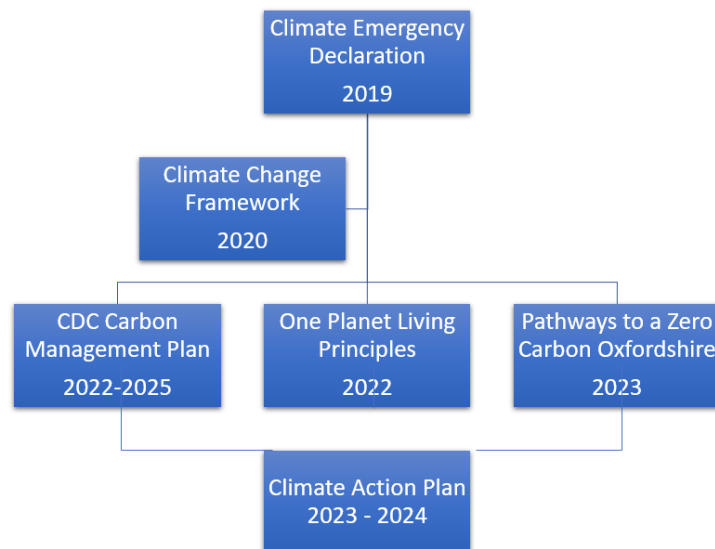 Climate Emergency
Declaration
2019
Climate Change
Framework
2020
CDC Carbon
Management Plan
2022-2025
One Planet Living
Principles
2022
Pathways to a Zero
Carbon Oxfordshire
2023
Climate Action Plan
2023 - 2024